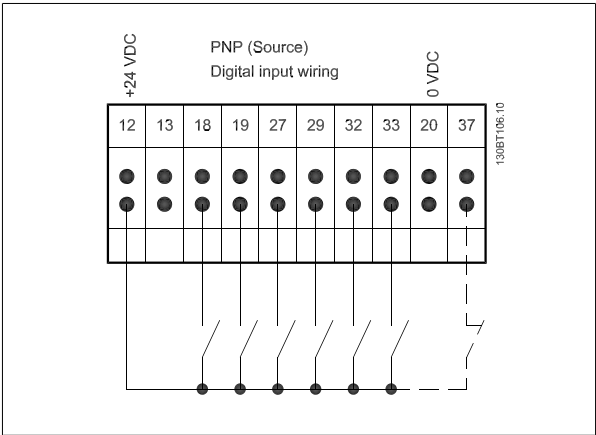 +24 VDC
PNP (Source)
Digital input wiring
0 VDC
12 13 18 19 27 29 32 33 20 37
130BT106.10